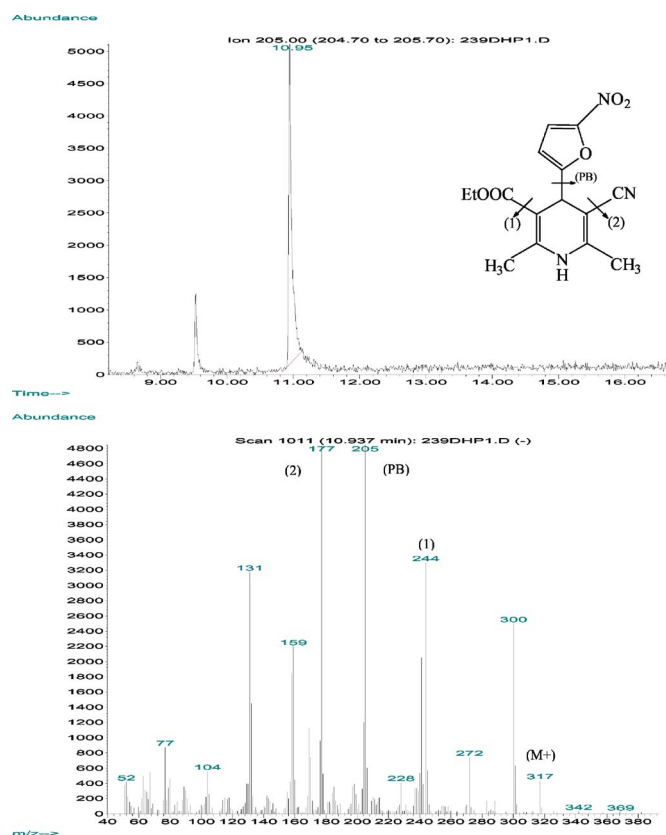 Abundance
Ion 205.00 (204.70 to 205.70): 239DHP1.D
10.95
5000
4500
4000
3500
3000
2500
2000
1500
1000
500
0
9.00 10.00 11.00 12.00 13.00 14.00 15.00 16.00
Time-->
NO2
O
(PB)
EtOOC
CN
(1)
(2)
H3C
N
H
CH3
Abundance
Scan 1011 (10.937 min): 239DHP1.D (-)
4800
4600
4400
4200
4000
3800
3600
3400
3200
3000
2800
2600
2400
2200
2000
1800
1600
1400
1200
1000
800
600
400
200
0
177 205
(2) (PB)
(1)
244
131
300
159
(M+)
77
272
104
52
228
317
342 369
40 60 80 100 120 140 160 180 200 220 240 260 280 300 320 340 360 380
m/z-->